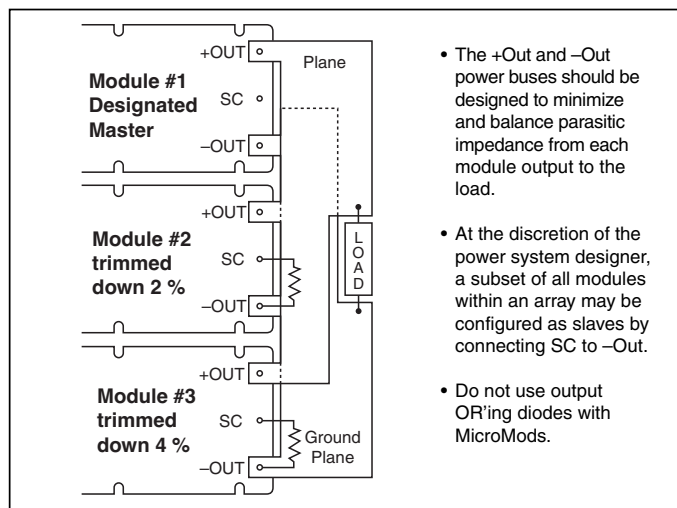 +OUT
Plane
Module #1
Designated
Master
SC
–OUT
+OUT
Module #2
trimmed
down 2 %
SC
–OUT
LOAD
+OUT
Module #3
trimmed
down 4 %
SC
Ground
Plane
–OUT
• The +Out and –Out
power buses should be
designed to minimize
and balance parasitic
impedance from each
module output to the
load.
• At the discretion of the
power system designer,
a subset of all modules
within an array may be
configured as slaves by
connecting SC to –Out.
• Do not use output
OR'ing diodes with
MicroMods.